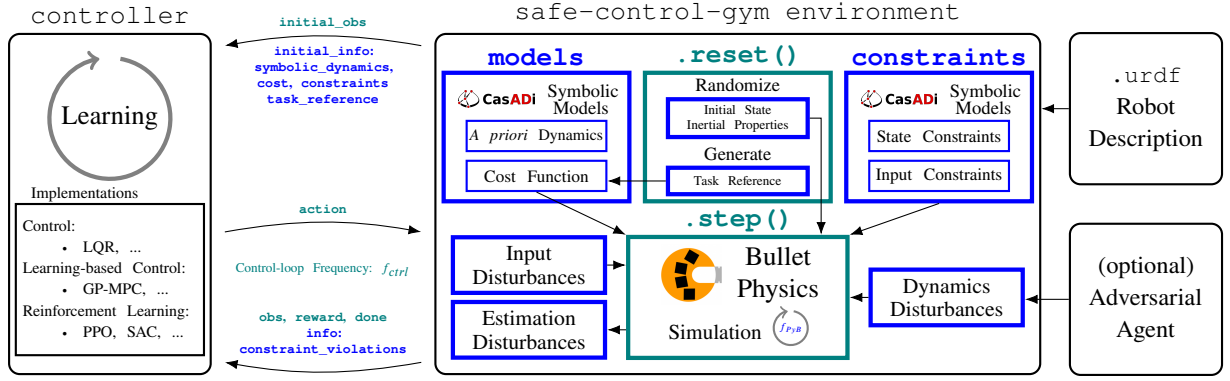 controller
Learning
Implementations
Control:
• LQR, ...
Learning-based Control:
• GP-MPC, ...
Reinforcement Learning:
• PPO, SAC, ...
initial_obs
initial_info:
symbolic_dynamics,
cost, constraints
task_reference
action
Control-loop Frequency: f_ctrl
obs, reward, done
info:
constraint_violations
safe-control-gym environment
models
CasADi Symbolic
Models
A priori Dynamics
Cost Function
.reset()
Randomize
Initial State
Inertial Properties
Generate
Task Reference
constraints
CasADi Symbolic
Models
State Constraints
Input Constraints
.step()
Bullet
Physics
Simulation f_PyB
Input
Disturbances
Estimation
Disturbances
Dynamics
Disturbances
.urdf
Robot
Description
(optional)
Adversarial
Agent